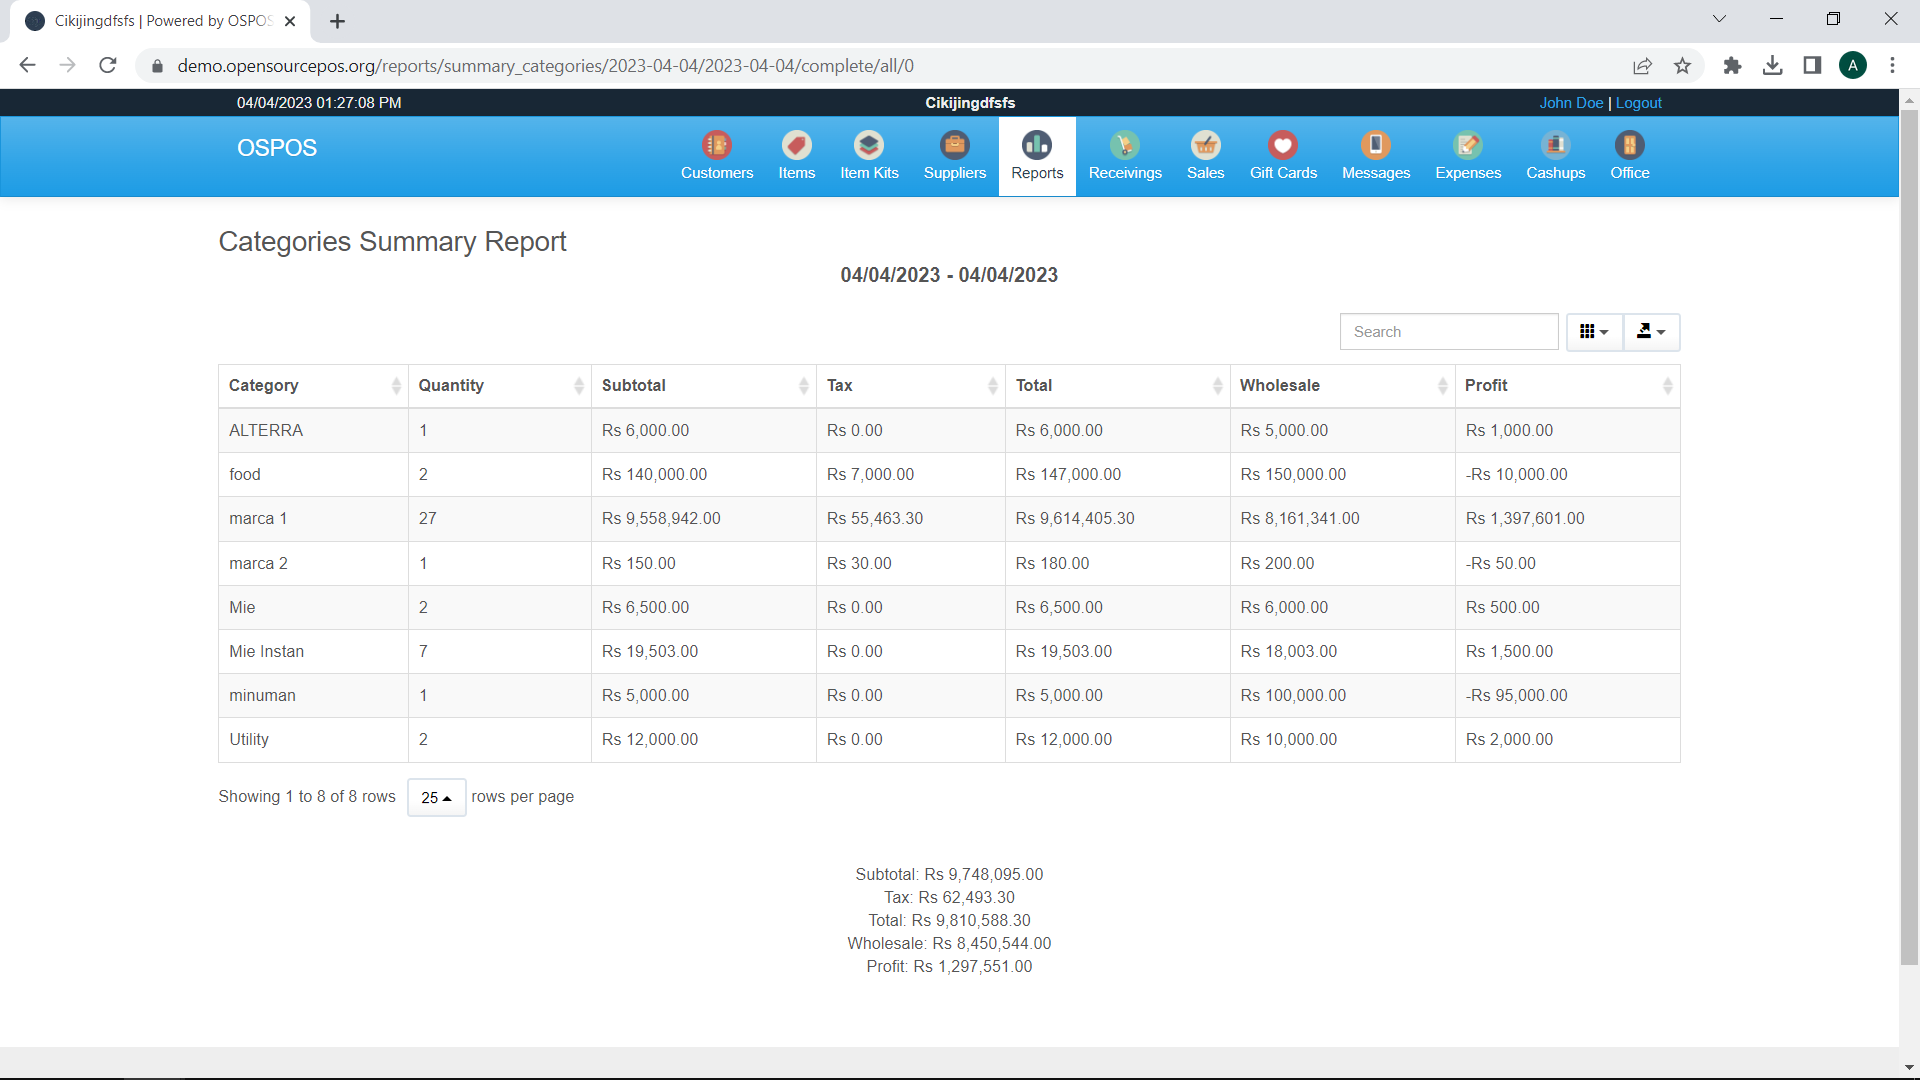 Cikijingdfsfs | Powered by OSPOS
demo.opensourcepos.org/reports/summary_categories/2023-04-04/2023-04-04/complete/all/0
A
04/04/2023 01:27:08 PM
Cikijingdfsfs
John Doe | Logout
OSPOS
Customers Items Item Kits Suppliers Reports Receivings Sales Gift Cards Messages Expenses Cashups Office
Categories Summary Report
04/04/2023 - 04/04/2023
Search
Category Quantity Subtotal Tax Total Wholesale Profit
ALTERRA 1 Rs 6,000.00 Rs 0.00 Rs 6,000.00 Rs 5,000.00 Rs 1,000.00
food 2 Rs 140,000.00 Rs 7,000.00 Rs 147,000.00 Rs 150,000.00 -Rs 10,000.00
marca 1 27 Rs 9,558,942.00 Rs 55,463.30 Rs 9,614,405.30 Rs 8,161,341.00 Rs 1,397,601.00
marca 2 1 Rs 150.00 Rs 30.00 Rs 180.00 Rs 200.00 -Rs 50.00
Mie 2 Rs 6,500.00 Rs 0.00 Rs 6,500.00 Rs 6,000.00 Rs 500.00
Mie Instan 7 Rs 19,503.00 Rs 0.00 Rs 19,503.00 Rs 18,003.00 Rs 1,500.00
minuman 1 Rs 5,000.00 Rs 0.00 Rs 5,000.00 Rs 100,000.00 -Rs 95,000.00
Utility 2 Rs 12,000.00 Rs 0.00 Rs 12,000.00 Rs 10,000.00 Rs 2,000.00
Showing 1 to 8 of 8 rows 25 rows per page
Subtotal: Rs 9,748,095.00
Tax: Rs 62,493.30
Total: Rs 9,810,588.30
Wholesale: Rs 8,450,544.00
Profit: Rs 1,297,551.00